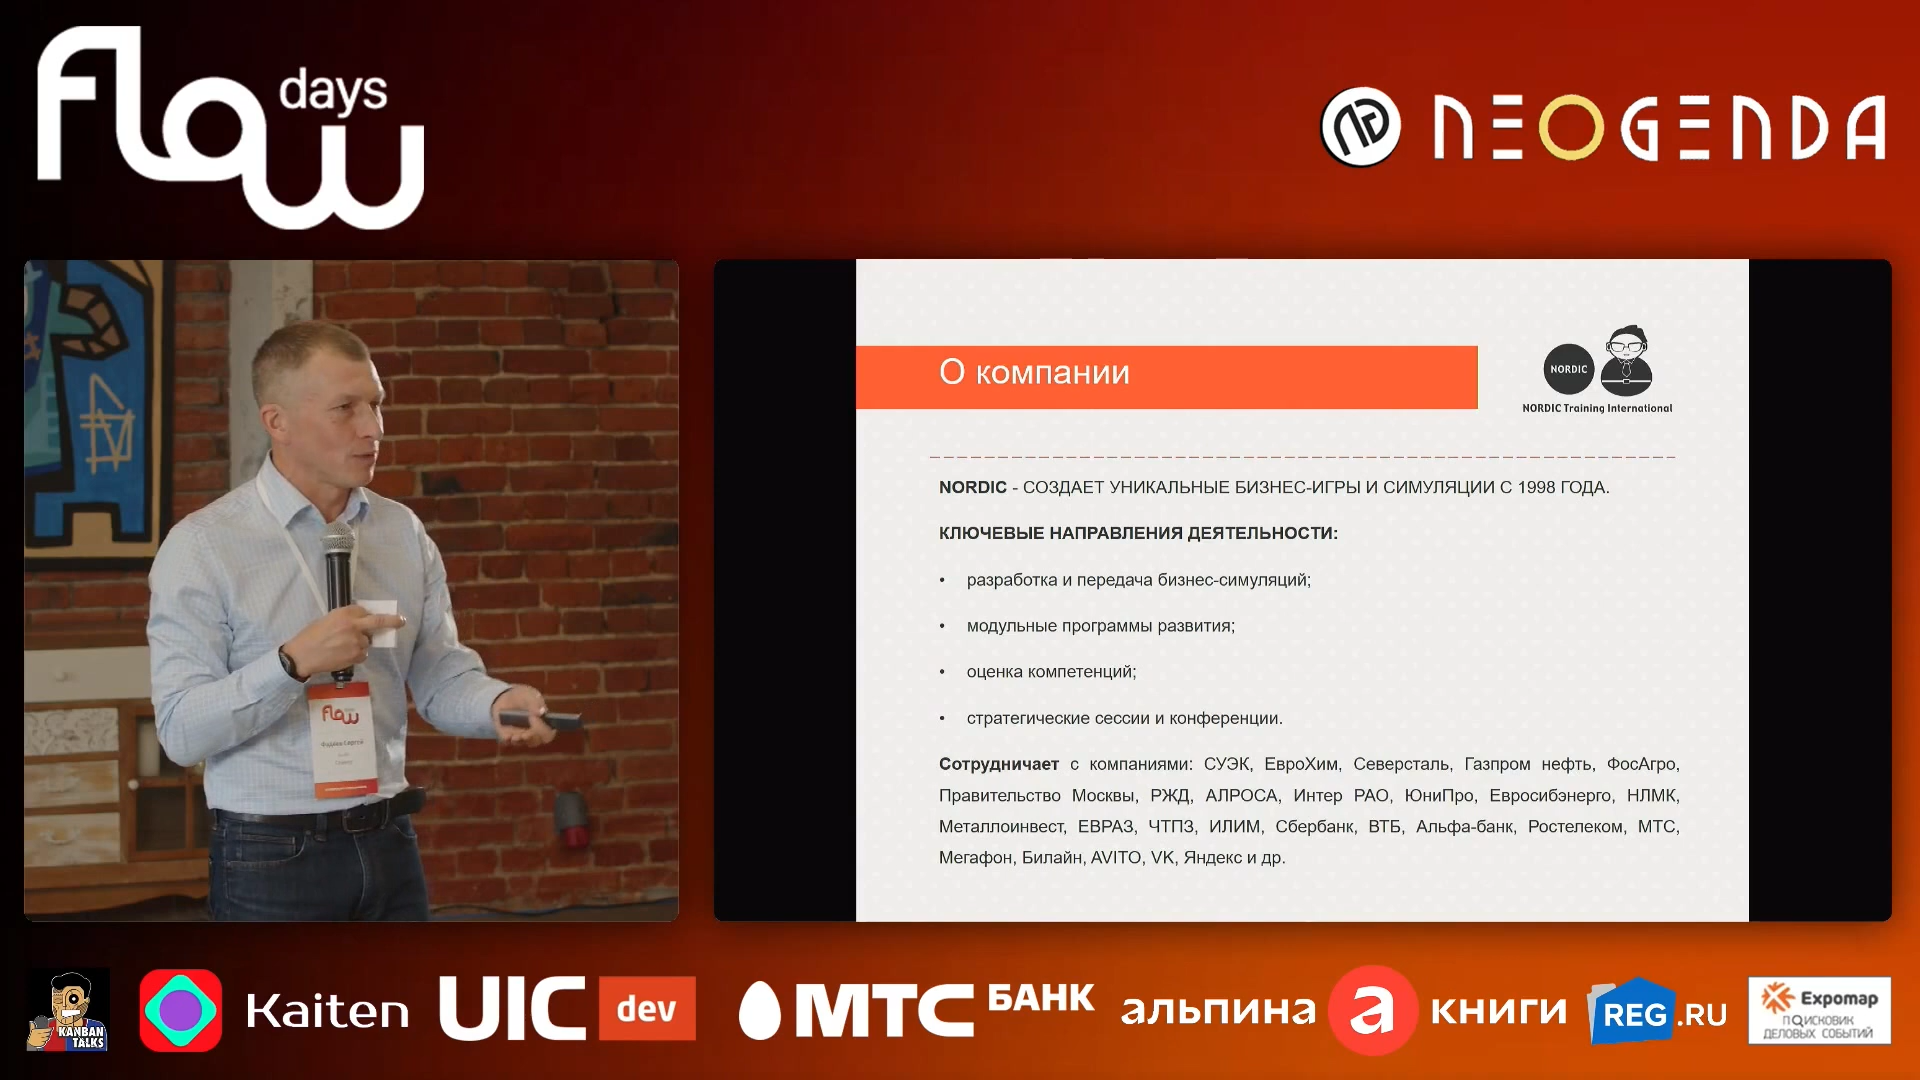 flow
days
NEOGENDA
flow
О компании
NORDIC
NORDIC Training International
NORDIC - СОЗДАЕТ УНИКАЛЬНЫЕ БИЗНЕС-ИГРЫ И СИМУЛЯЦИИ С 1998 ГОДА.
КЛЮЧЕВЫЕ НАПРАВЛЕНИЯ ДЕЯТЕЛЬНОСТИ:
• разработка и передача бизнес-симуляций;
• модульные программы развития;
• оценка компетенций;
• стратегические сессии и конференции.
Сотрудничает с компаниями: СУЭК, ЕвроХим, Северсталь, Газпром нефть, ФосАгро,
Правительство Москвы, РЖД, АЛРОСА, Интер РАО, ЮниПро, Евросибэнерго, НЛМК,
Металлоинвест, ЕВРАЗ, ЧТПЗ, ИЛИМ, Сбербанк, ВТБ, Альфа-банк, Ростелеком, МТС,
Мегафон, Билайн, AVITO, VK, Яндекс и др.
KANBAN
TALKS
Kaiten
UIC dev
МТС БАНК
альпина а книги
REG.RU
Expomap
ПОИСКОВИК
ДЕЛОВЫХ СОБЫТИЙ